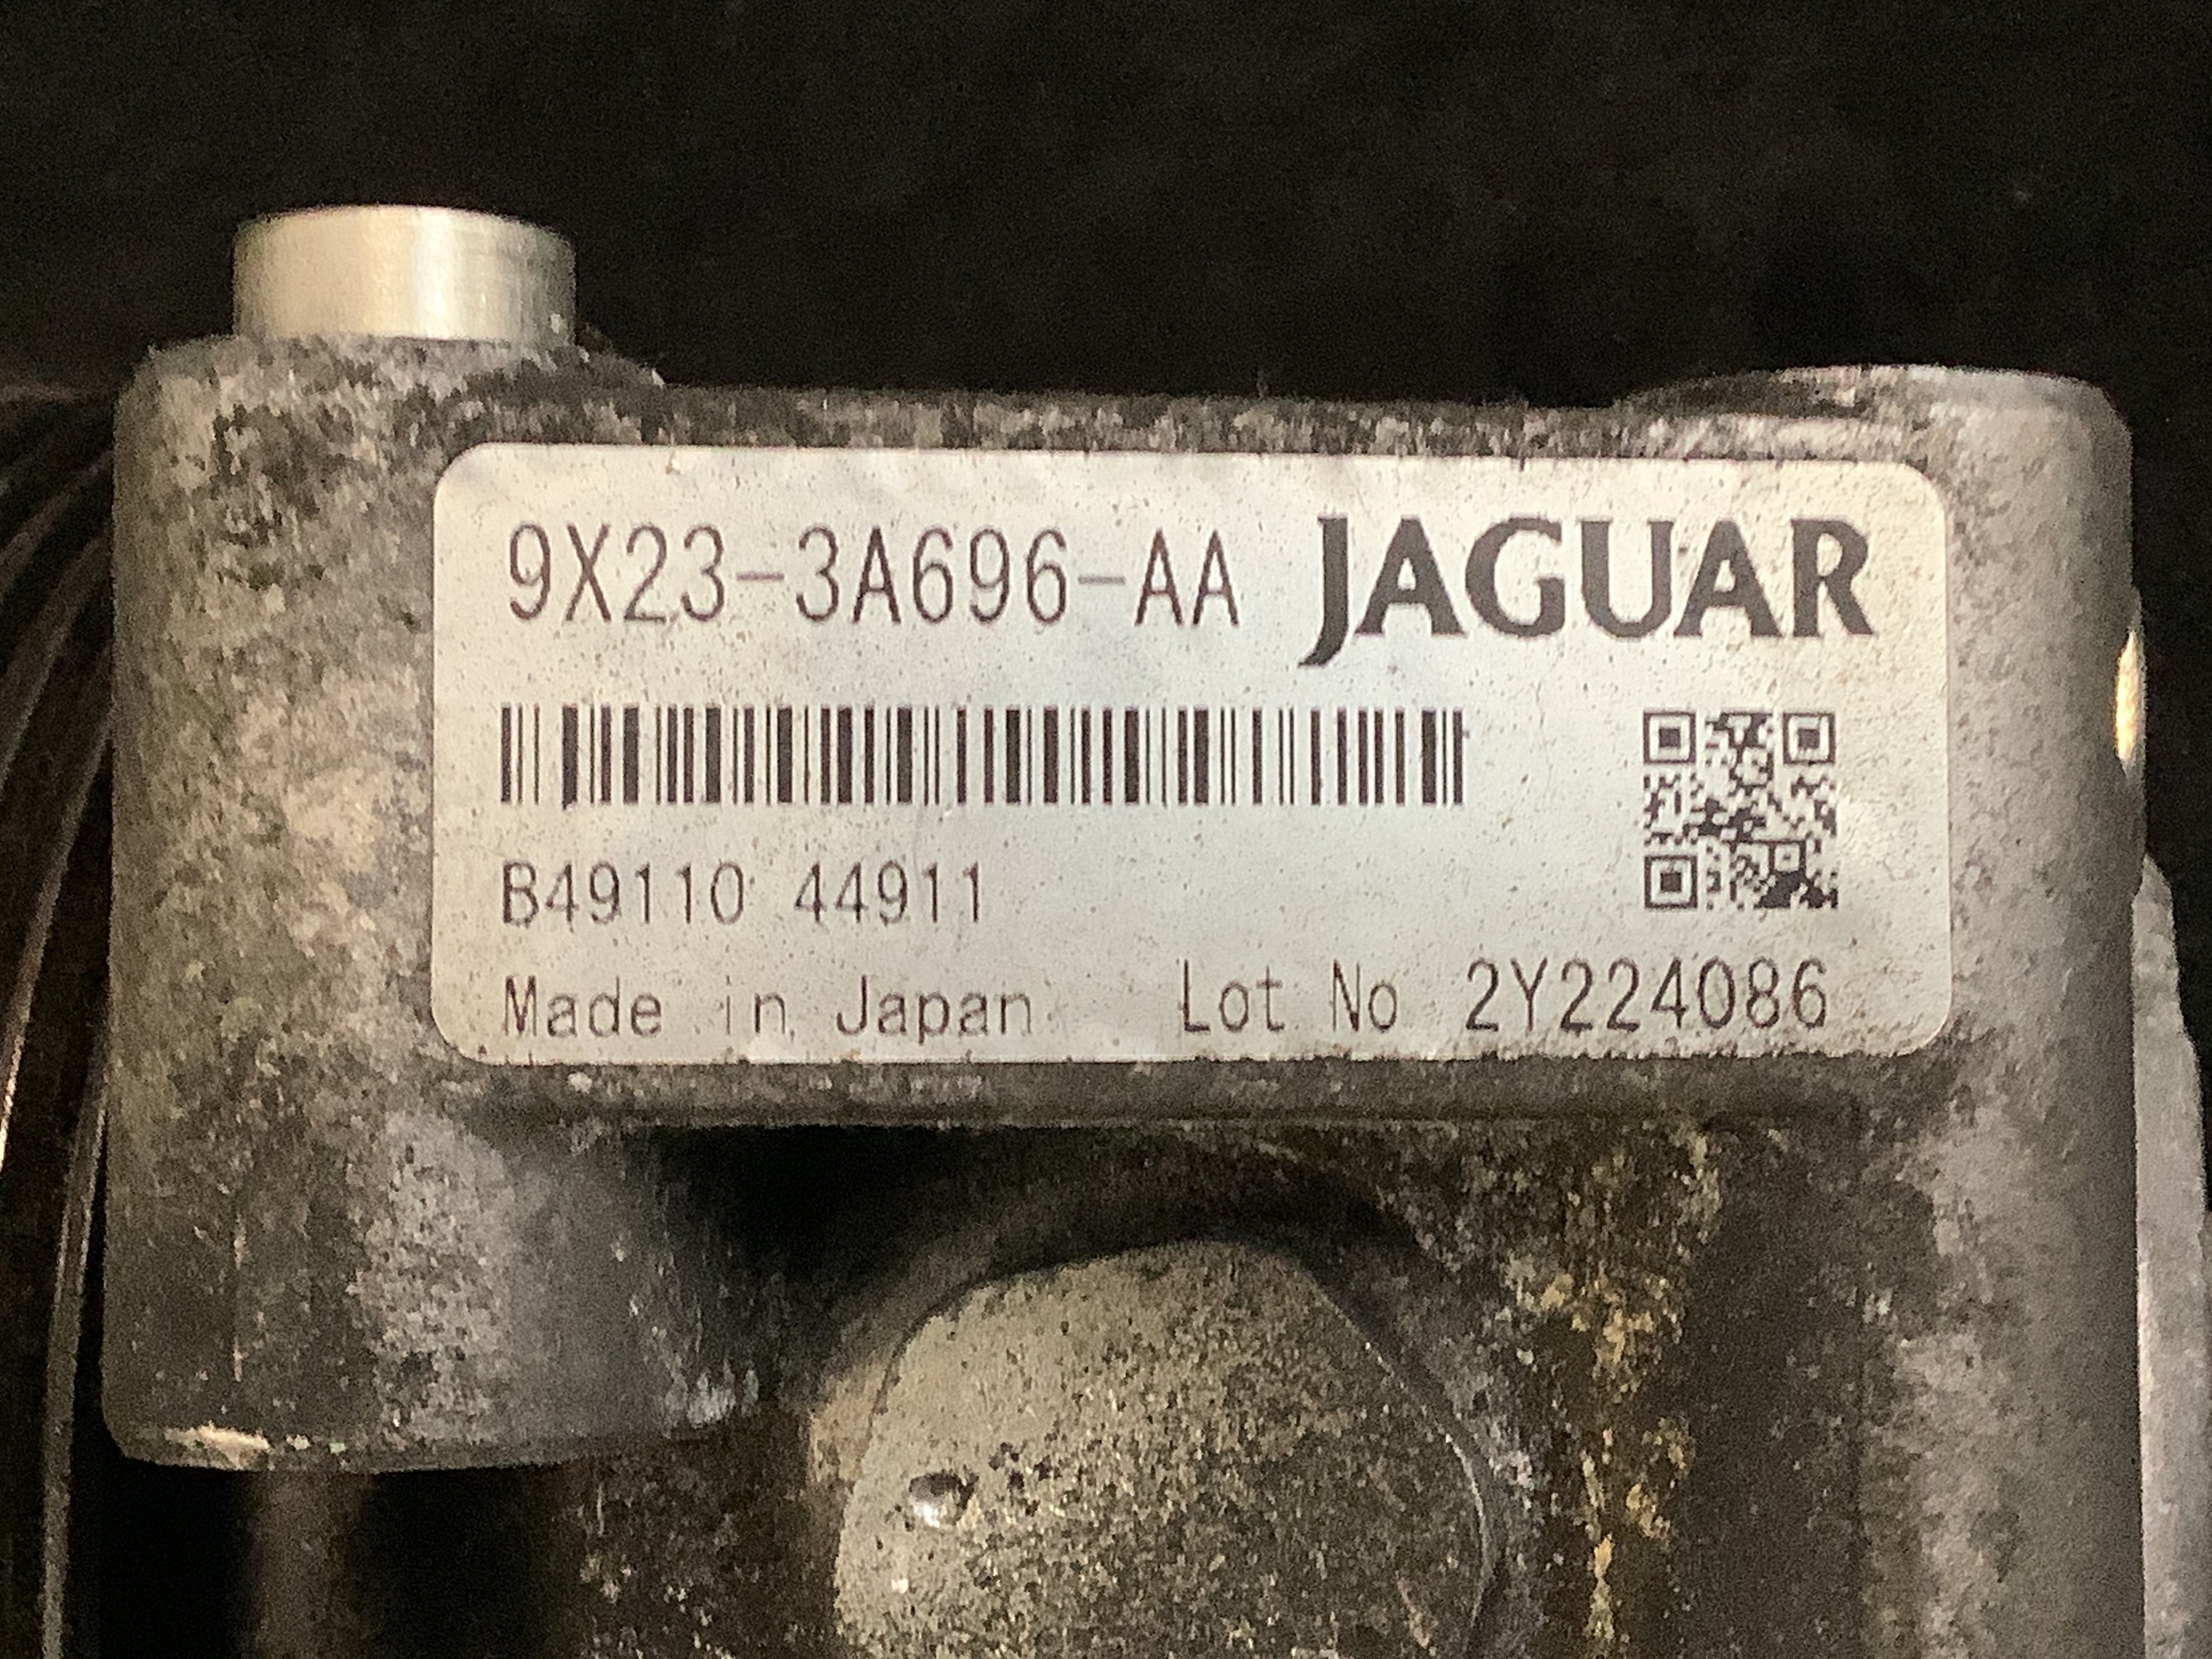 9X23-3A696-AA JAGUAR
B49110 44911
Made in Japan Lot No 2Y224086